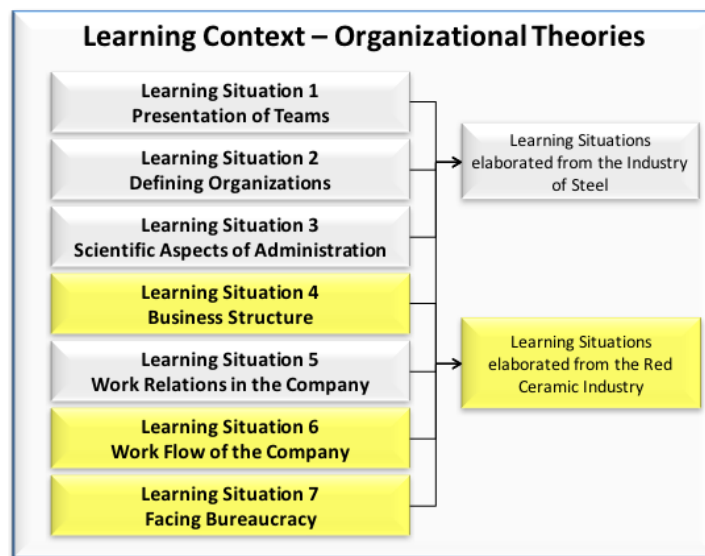 Learning Context – Organizational Theories
Learning Situation 1
Presentation of Teams
Learning Situation 2
Defining Organizations
Learning Situation 3
Scientific Aspects of Administration
Learning Situation 4
Business Structure
Learning Situation 5
Work Relations in the Company
Learning Situation 6
Work Flow of the Company
Learning Situation 7
Facing Bureaucracy
Learning Situations
elaborated from the Industry
of Steel
Learning Situations
elaborated from the Red
Ceramic Industry